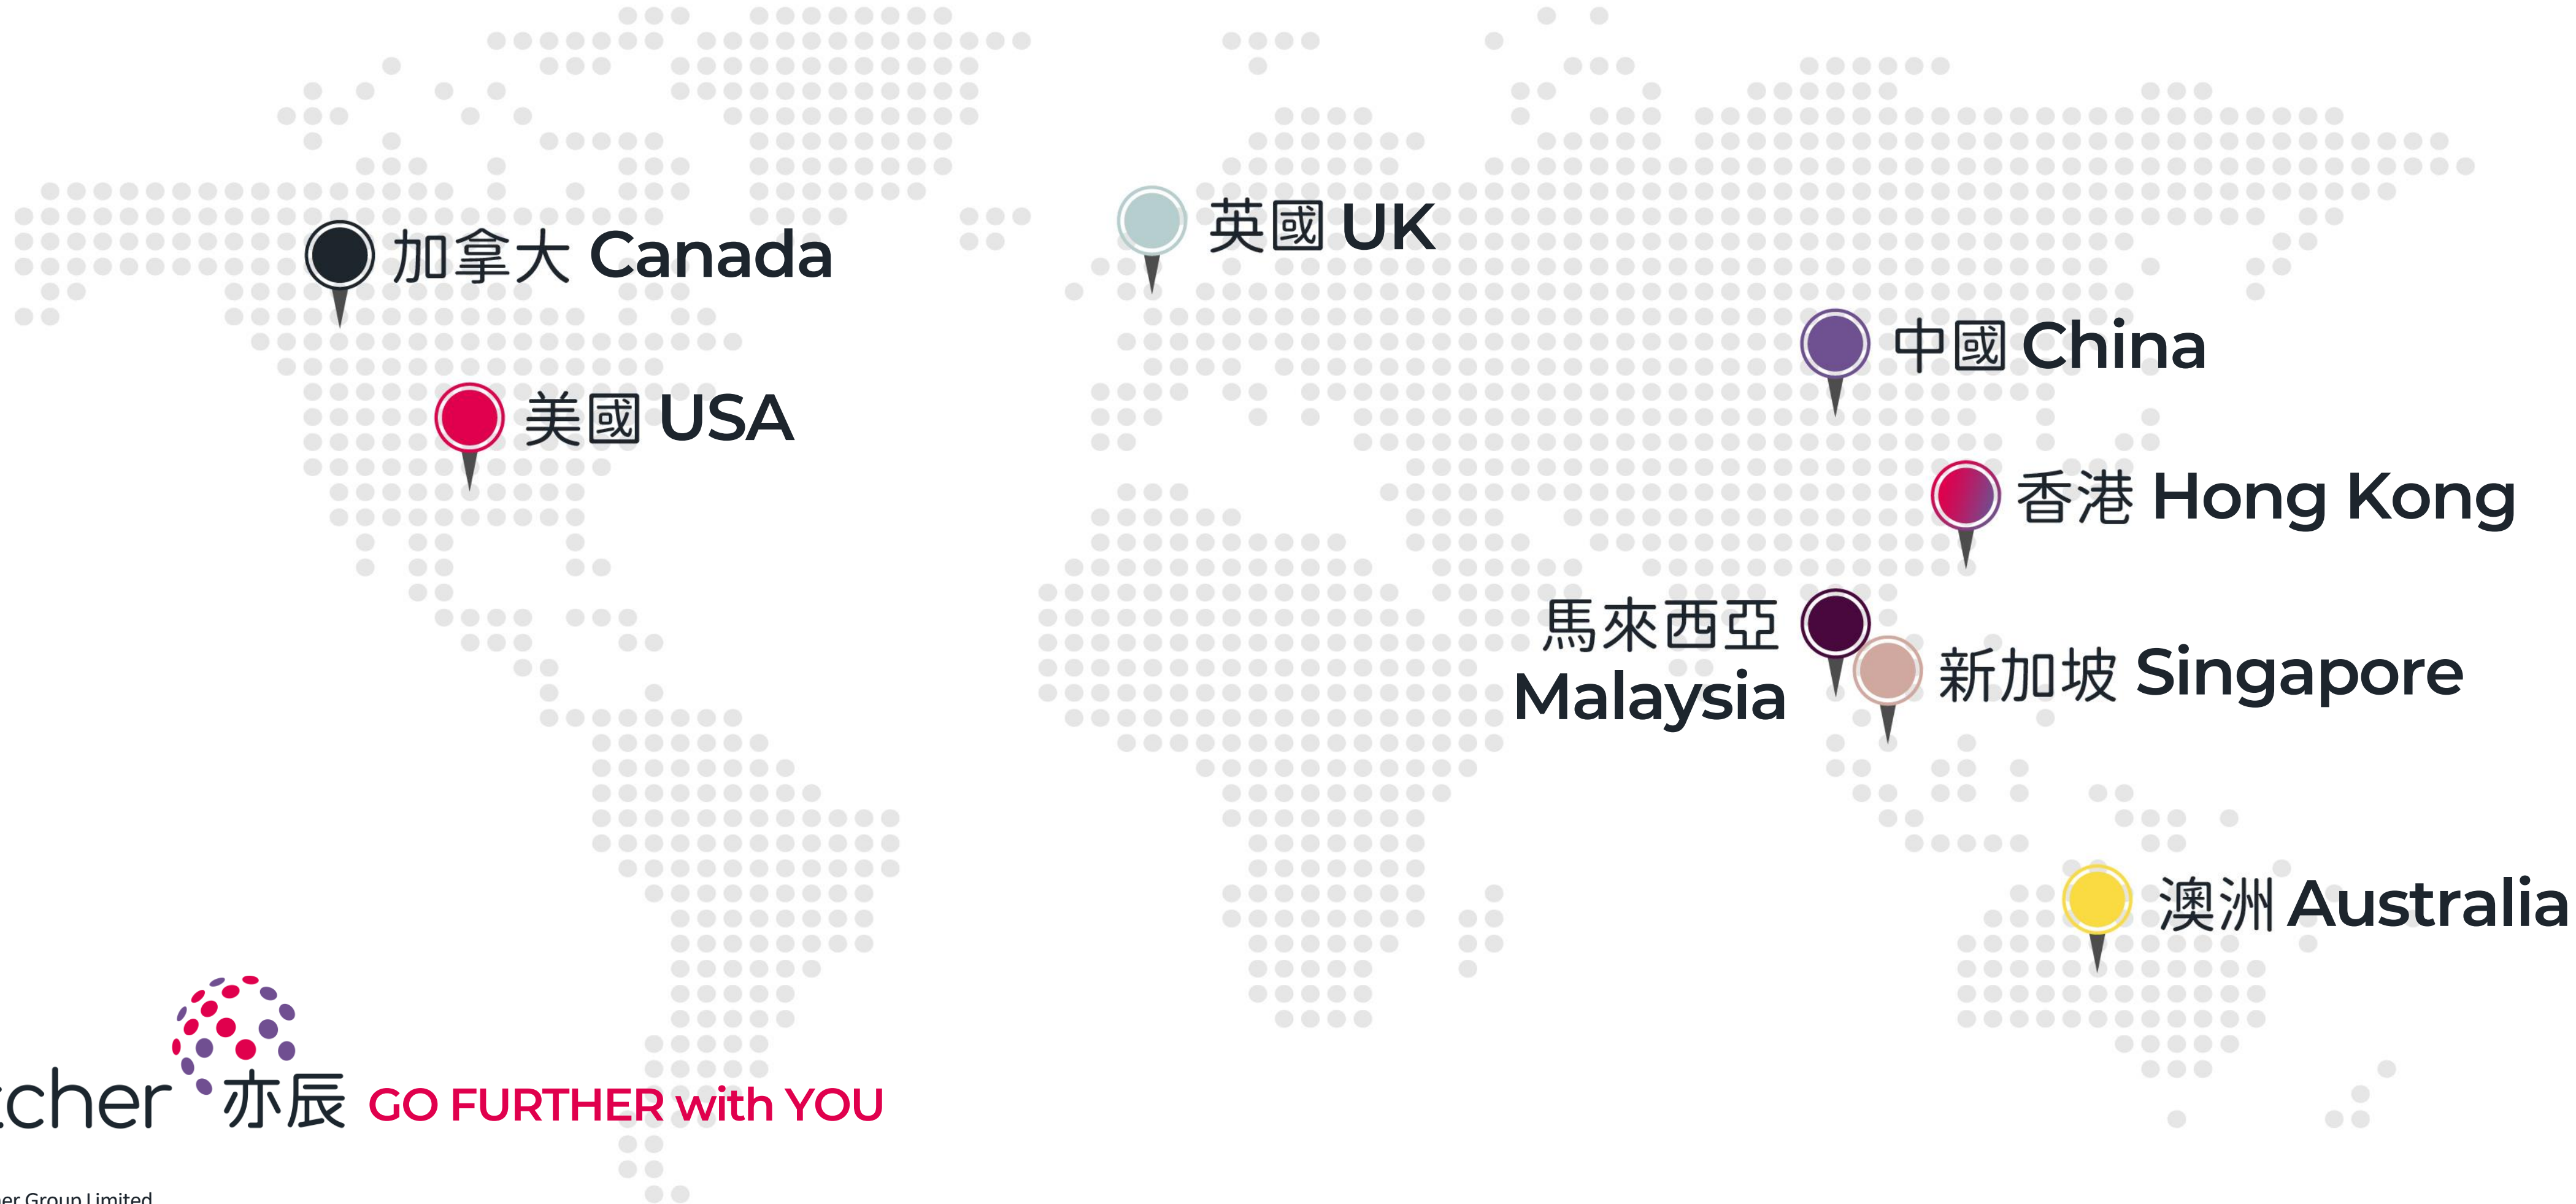 英國 UK
加拿大 Canada
中國 China
美國 USA
香港 Hong Kong
馬來西亞
Malaysia
新加坡 Singapore
澳洲 Australia
cher 亦辰 GO FURTHER with YOU
er Group Limited